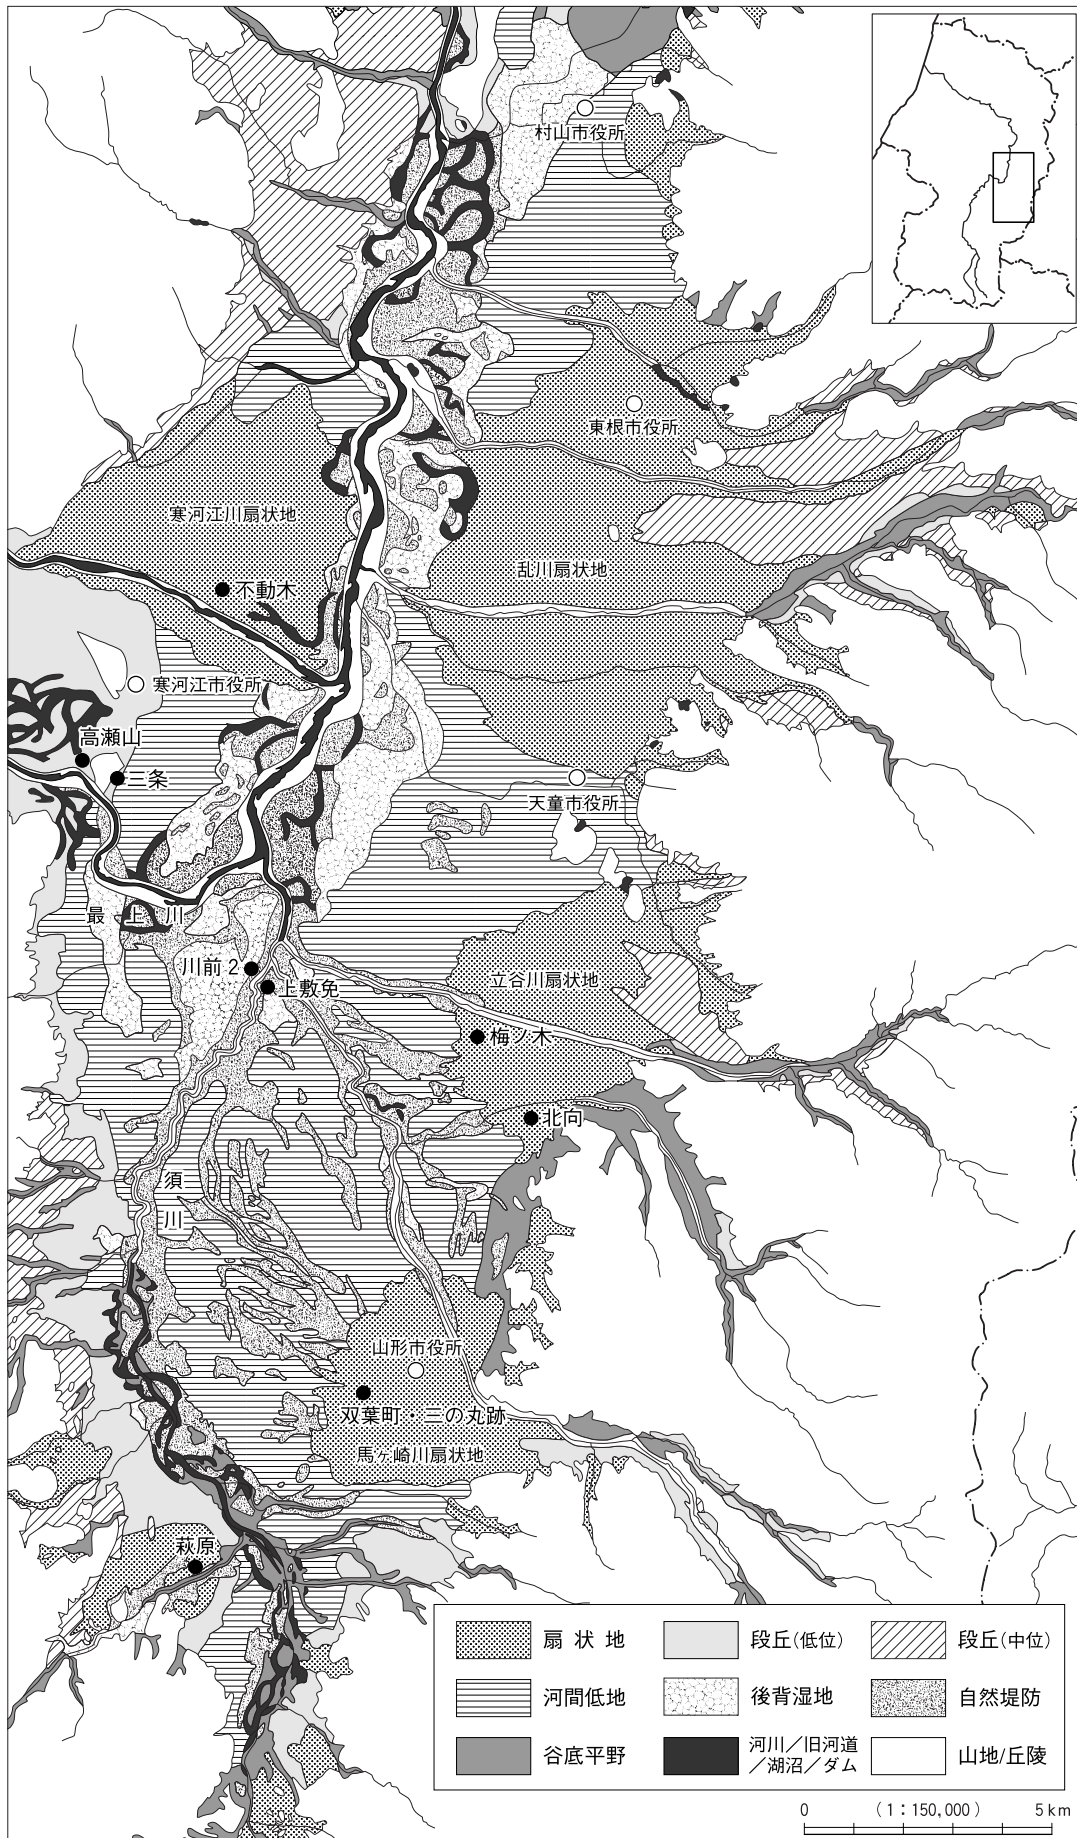 村山市役所
東根市役所
寒河江川扇状地
乱川扇状地
不動木
寒河江市役所
高瀬山
三条
天童市役所
最上川
川前2
上敷免
立谷川扇状地
梅ノ木
北向
須川
山形市役所
双葉町・三の丸跡
馬ヶ崎川扇状地
萩原
扇状地
段丘(低位)
段丘(中位)
河間低地
後背湿地
自然堤防
谷底平野
河川/旧河道
/湖沼/ダム
山地/丘陵
0 (1:150,000) 5km